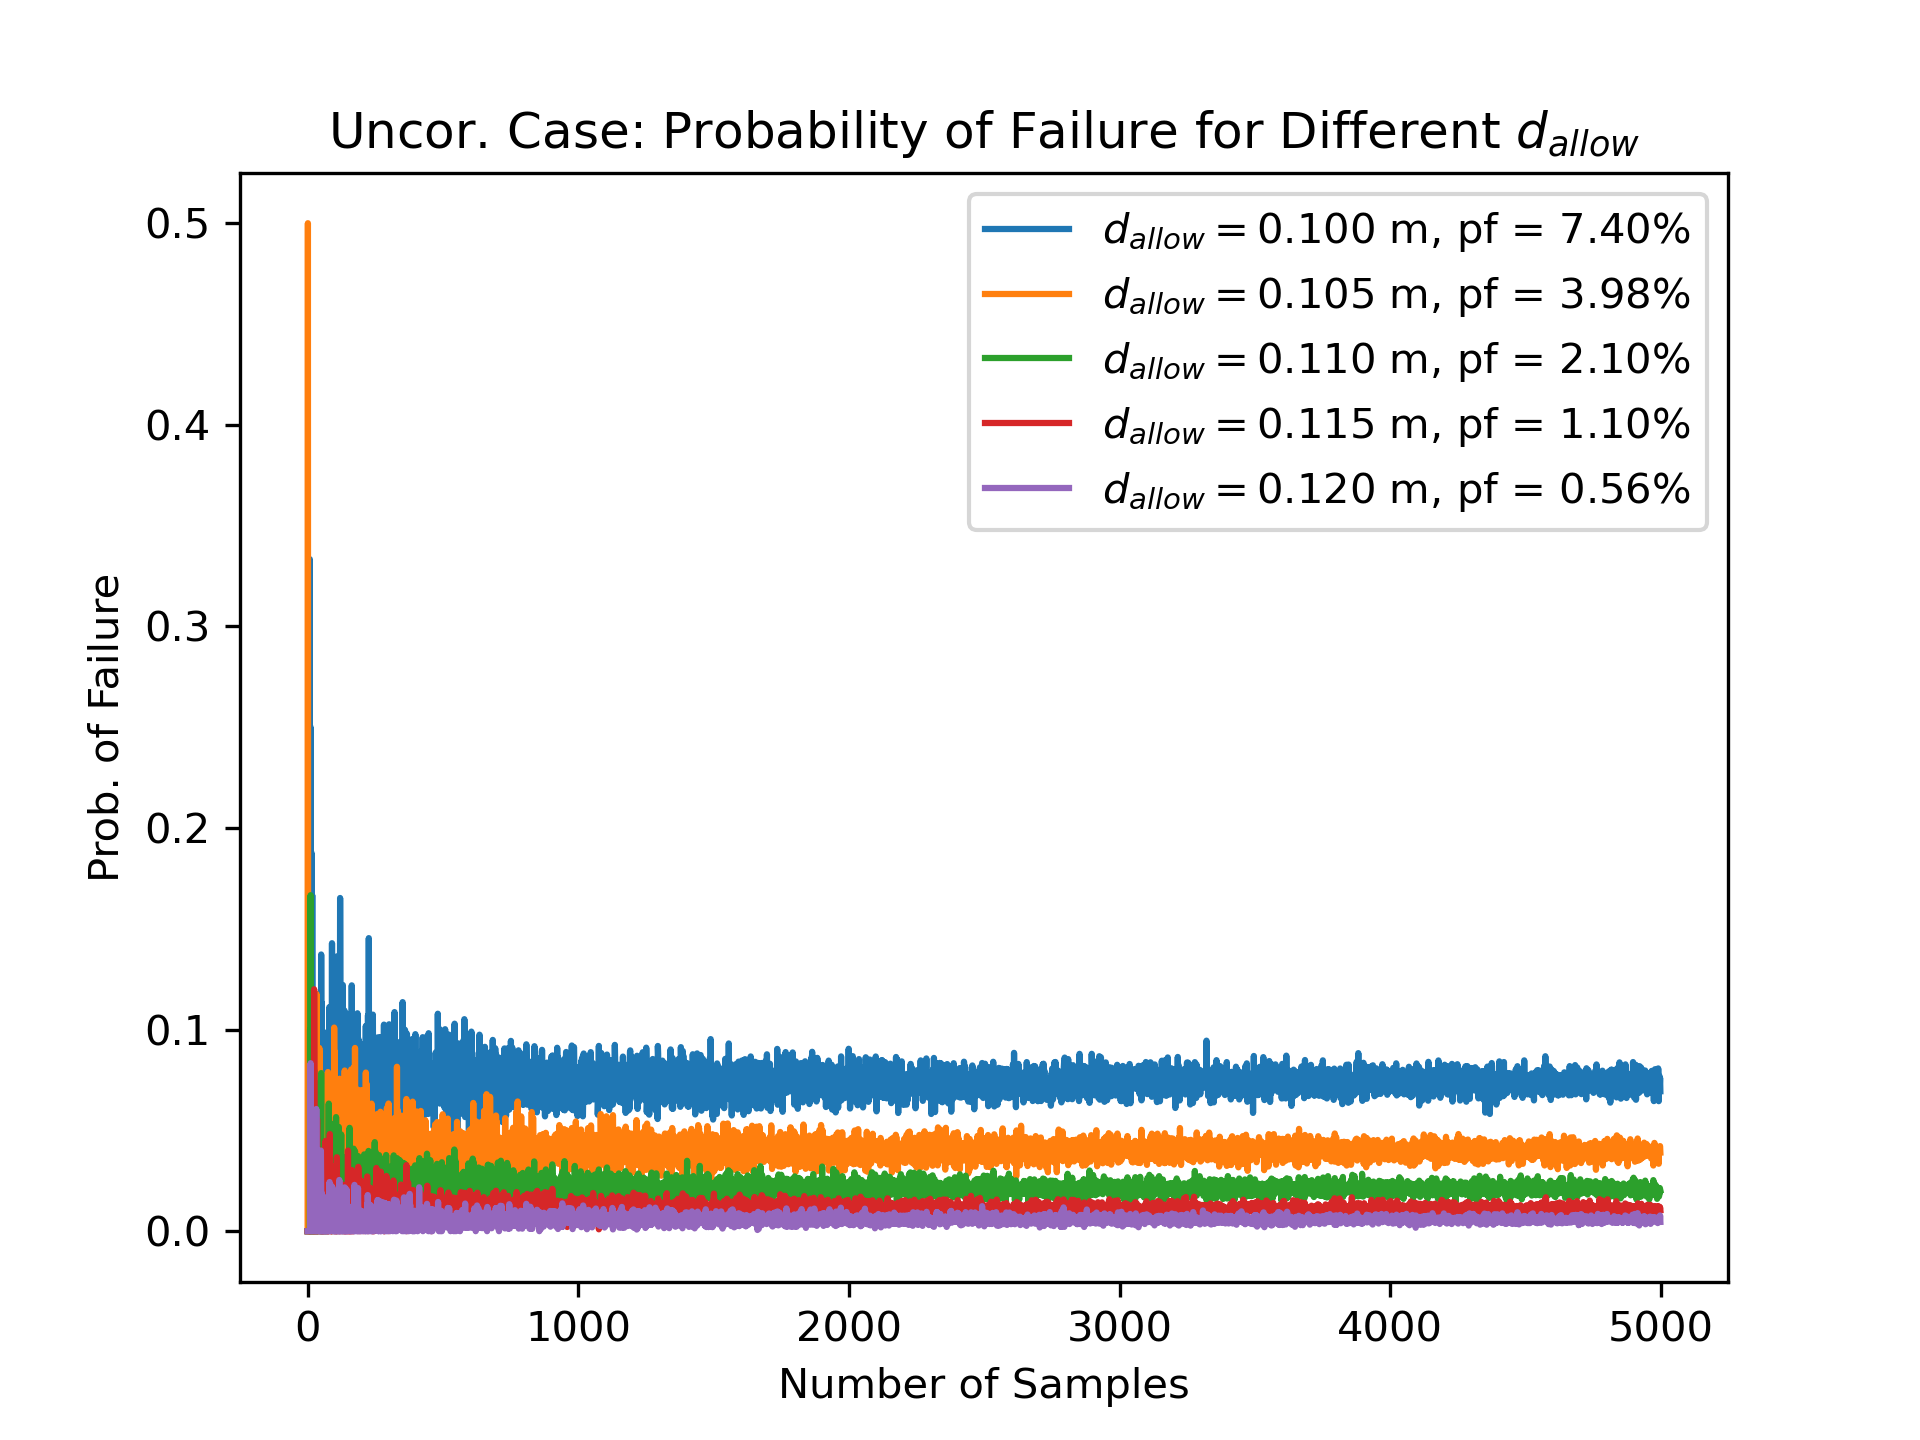 Uncor. Case: Probability of Failure for Different d_allow
d_allow = 0.100 m, pf = 7.40%
d_allow = 0.105 m, pf = 3.98%
d_allow = 0.110 m, pf = 2.10%
d_allow = 0.115 m, pf = 1.10%
d_allow = 0.120 m, pf = 0.56%
Prob. of Failure
0.5
0.4
0.3
0.2
0.1
0.0
0 1000 2000 3000 4000 5000
Number of Samples